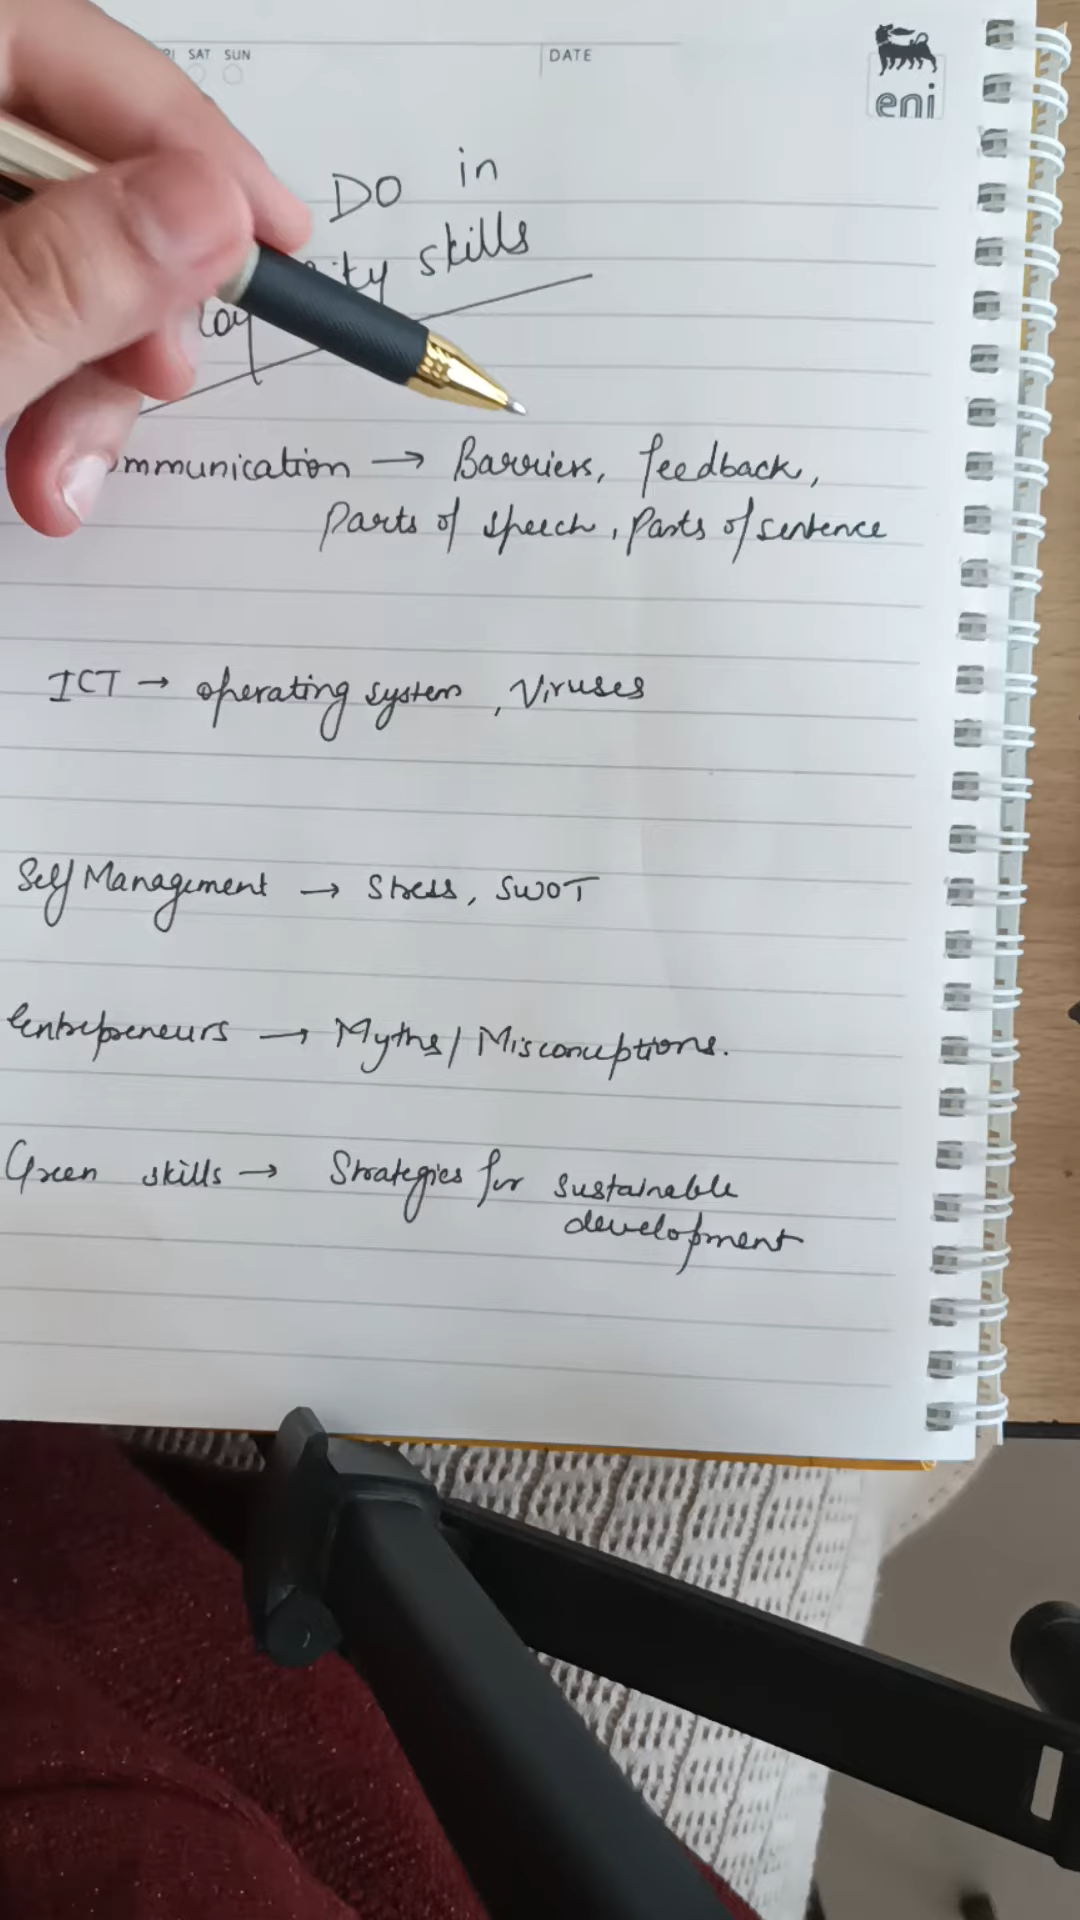 SAT SUN
DATE
eni
DO in
skills
Communication → Barriers, feedback,
Parts of speech, Parts of sentence
ICT → operating system, Viruses
Self Management → Stress, SWOT
Entrepreneurs → Myths/Misconceptions.
Green skills → Strategies for sustainable
development